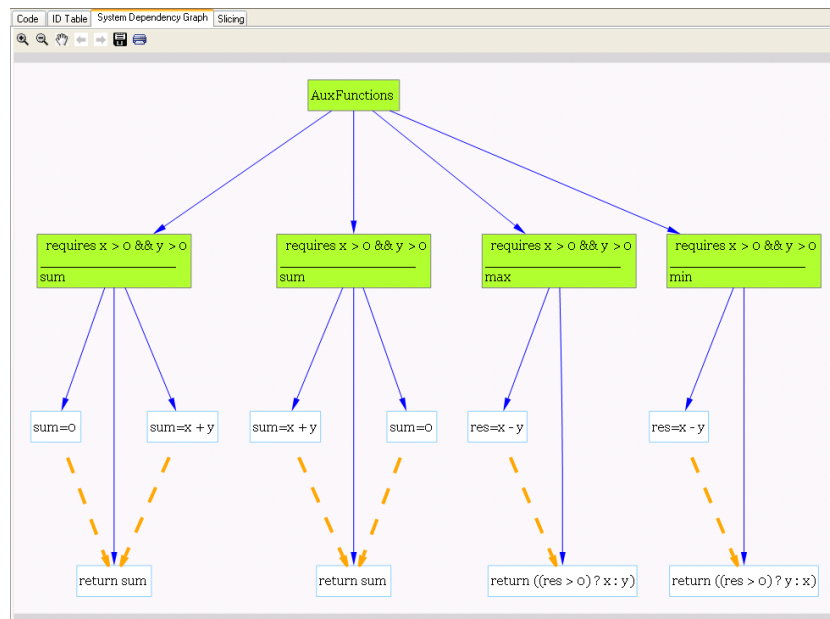 Code ID Table System Dependency Graph Slicing
AuxFunctions
requires x > 0 && y > 0
sum
requires x > 0 && y > 0
sum
requires x > 0 && y > 0
max
requires x > 0 && y > 0
min
sum=0
sum=x + y
sum=x + y
sum=0
res=x - y
res=x - y
return sum
return sum
return ((res > 0) ? x : y)
return ((res > 0) ? y : x)